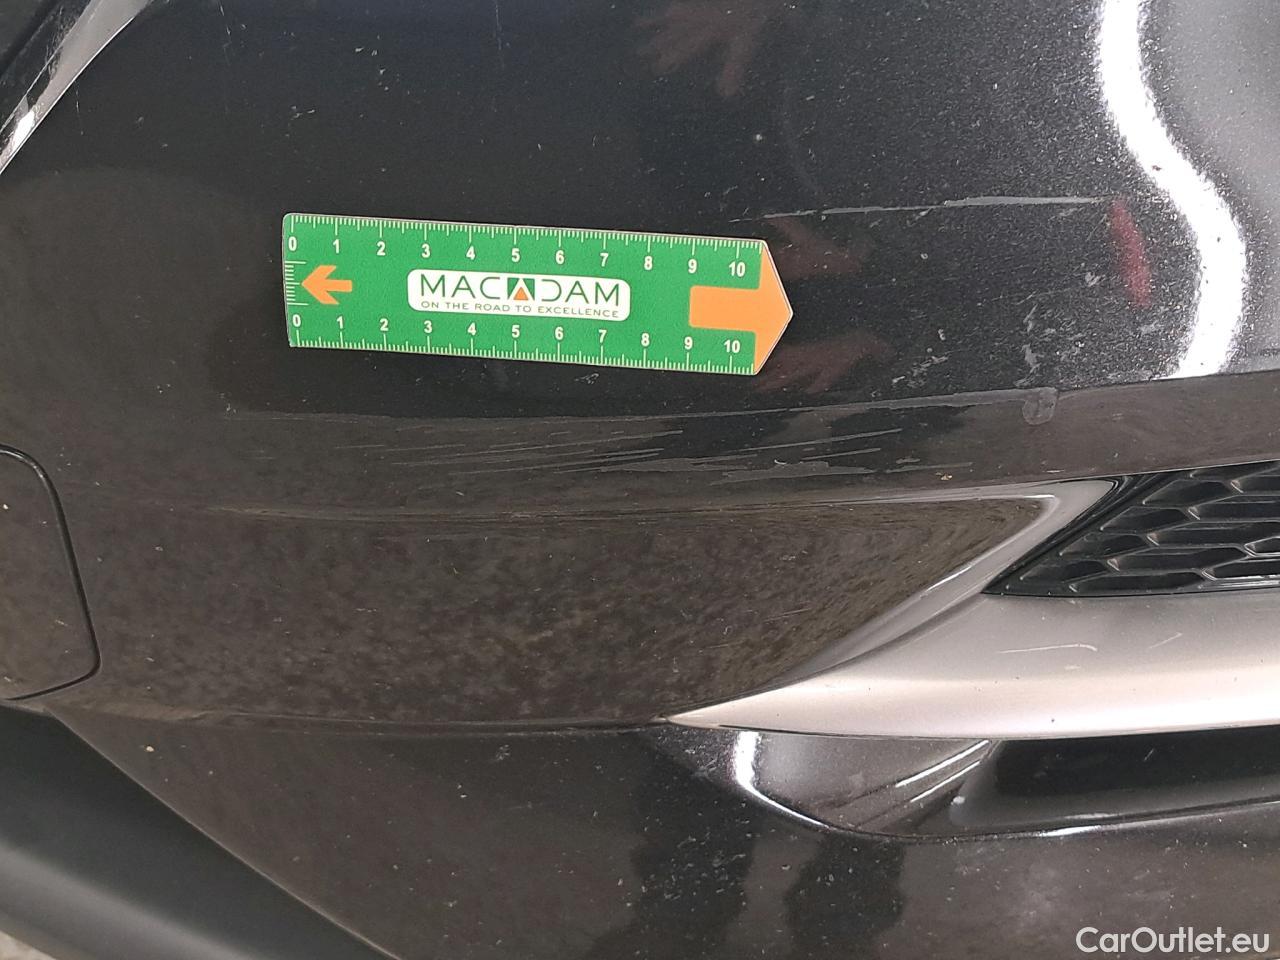 0 1 2 3 4 5 6 7 8 9 10
MACADAM
ON THE ROAD TO EXCELLENCE
0 1 2 3 4 5 6 7 8 9 10
CarOutlet.eu